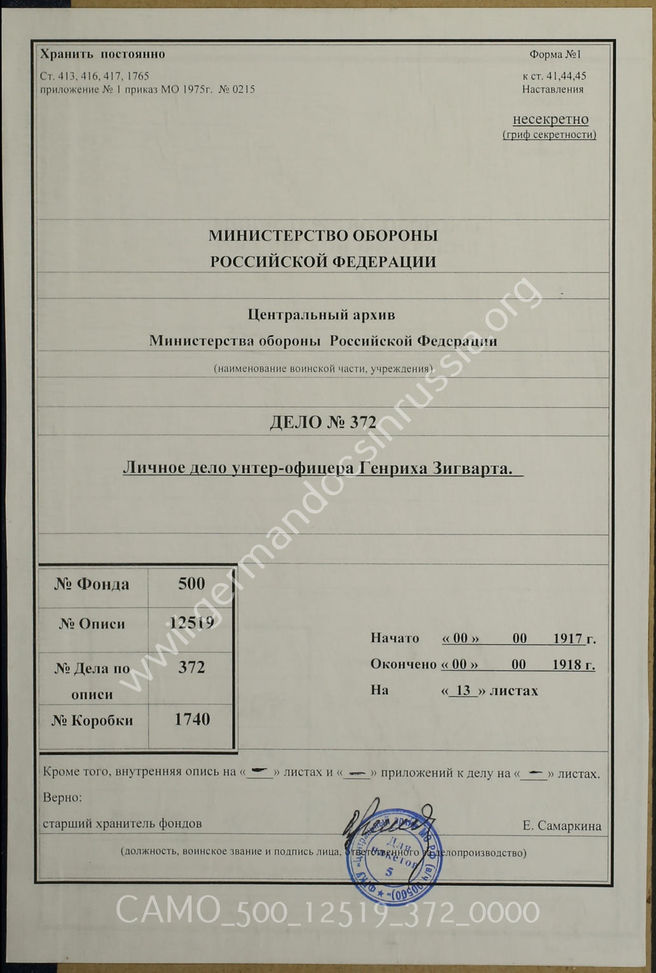 Хранить постоянно
Форма №1
Ст. 413, 416, 417, 1765
к ст. 41,44,45
приложение № 1 приказ МО 1975г. № 0215
Наставления
несекретно
(гриф секретности)
МИНИСТЕРСТВО ОБОРОНЫ
РОССИЙСКОЙ ФЕДЕРАЦИИ
Центральный архив
Министерства обороны Российской Федерации
(наименование воинской части, учреждения)
ДЕЛО № 372
Личное дело унтер-офицера Генриха Зигварта.
№ Фонда 500
№ Описи 12519
№ Дела по описи 372
№ Коробки 1740
Начато « 00 » 00 1917 г.
Окончено « 00 » 00 1918 г.
На « 13 » листах
Кроме того, внутренняя опись на « — » листах и « — » приложений к делу на « — » листах.
Верно:
старший хранитель фондов
Е. Самаркина
(должность, воинское звание и подпись лица, ответственного за делопроизводство)
Для
пакетов
5
www.germandocsinrussia.org
CAMO_500_12519_372_0000